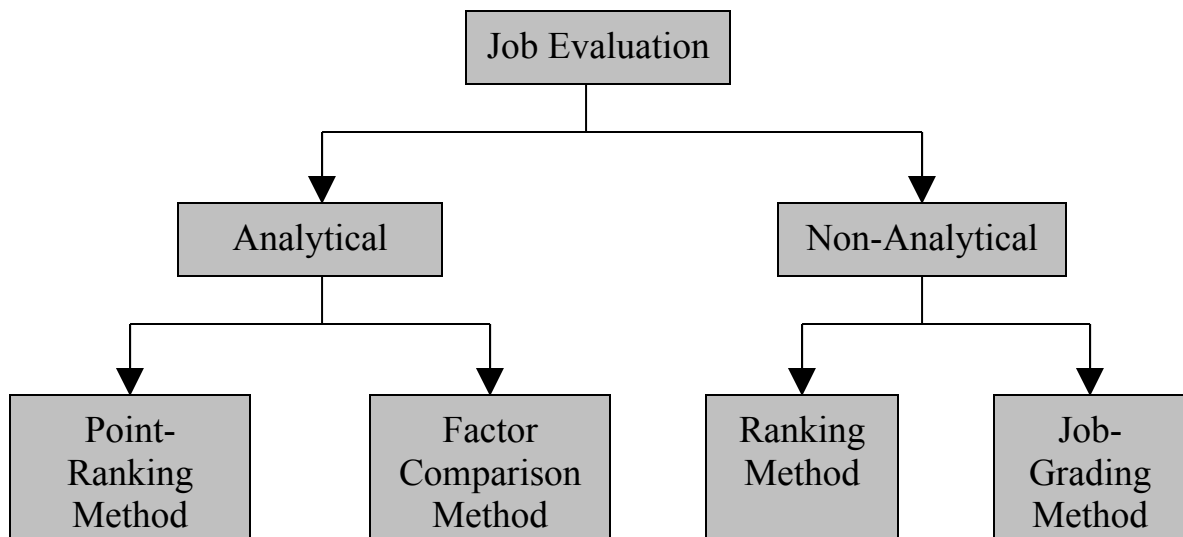 Job Evaluation
Analytical
Non-Analytical
Point-
Ranking
Method
Factor
Comparison
Method
Ranking
Method
Job-
Grading
Method